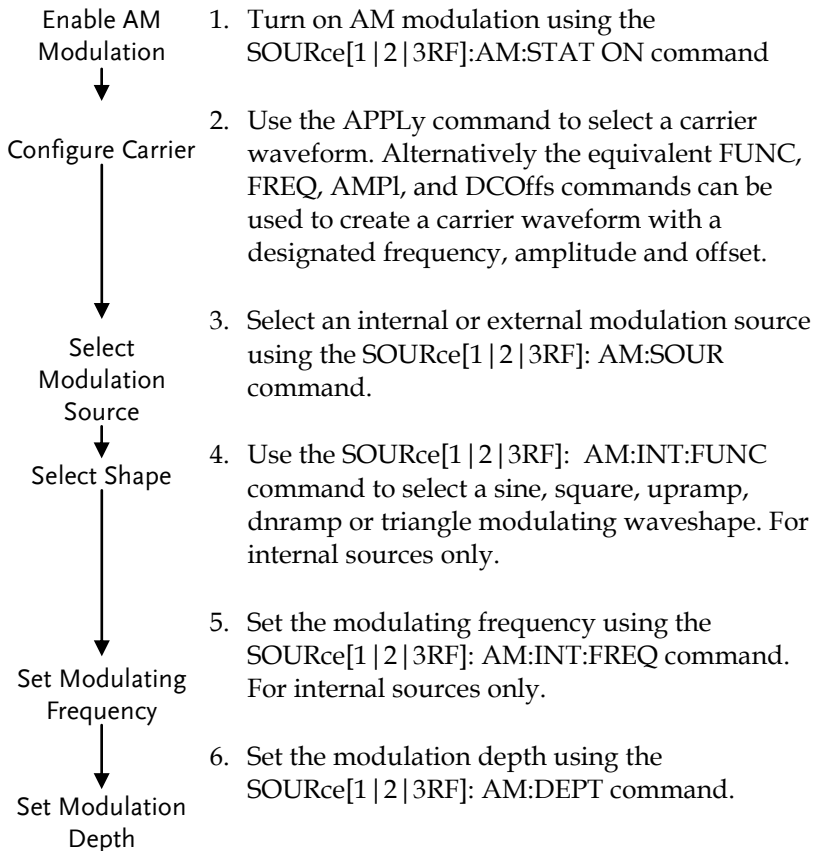 Enable AM
Modulation
1. Turn on AM modulation using the
SOURce[1|2|3RF]:AM:STAT ON command
Configure Carrier
2. Use the APPLy command to select a carrier
waveform. Alternatively the equivalent FUNC,
FREQ, AMPl, and DCOffs commands can be
used to create a carrier waveform with a
designated frequency, amplitude and offset.
Select
Modulation
Source
3. Select an internal or external modulation source
using the SOURce[1|2|3RF]: AM:SOUR
command.
Select Shape
4. Use the SOURce[1|2|3RF]: AM:INT:FUNC
command to select a sine, square, upramp,
dnramp or triangle modulating waveshape. For
internal sources only.
Set Modulating
Frequency
5. Set the modulating frequency using the
SOURce[1|2|3RF]: AM:INT:FREQ command.
For internal sources only.
Set Modulation
Depth
6. Set the modulation depth using the
SOURce[1|2|3RF]: AM:DEPT command.